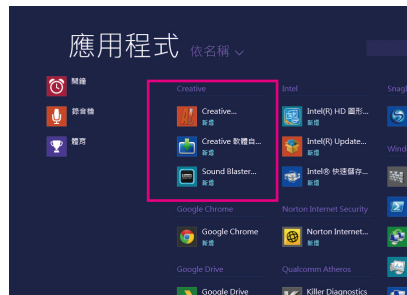 應用程式 依名稱
鬧鐘
錄音機
體育
Creative
Creative...
新增
Creative 軟體自...
新增
Sound Blaster...
新增
Google Chrome
Google Chrome
新增
Google Drive
Google Drive
Intel
Intel(R) HD 圖形...
新增
Intel(R) Update...
新增
Intel® 快速儲存...
新增
Norton Internet Security
Norton Internet...
新增
Qualcomm Atheros
Killer Diagnostics
Snag
Wind